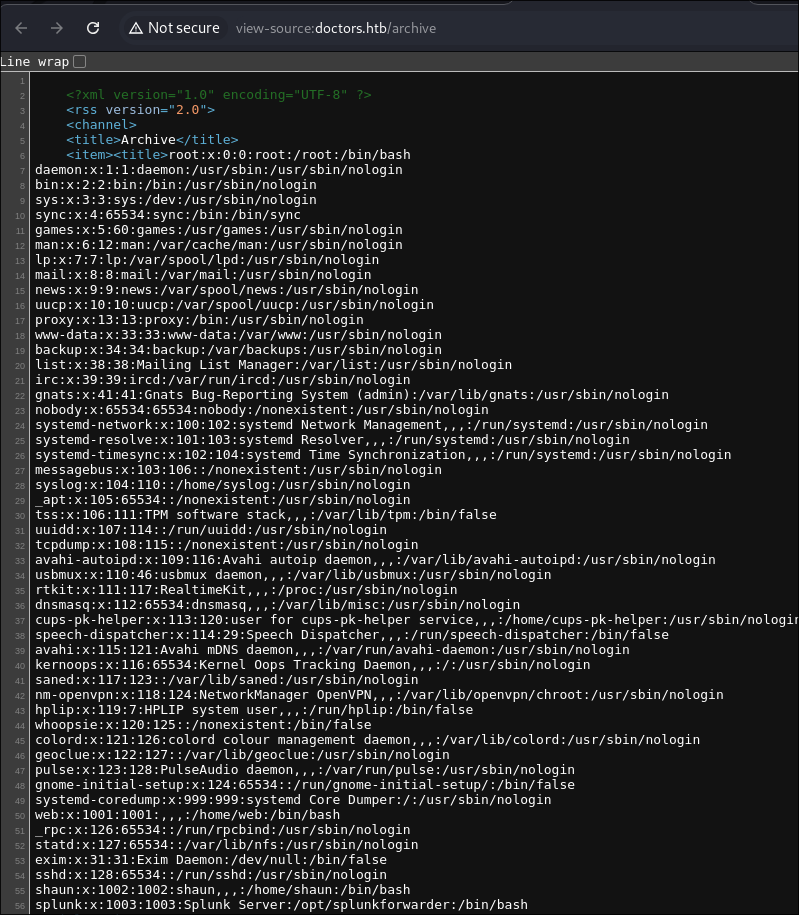 Not secure view-source:doctors.htb/archive
Line wrap
1
2 <?xml version="1.0" encoding="UTF-8" ?>
3 <rss version="2.0">
4 <channel>
5 <title>Archive</title>
6 <item><title>root:x:0:0:root:/root:/bin/bash
7 daemon:x:1:1:daemon:/usr/sbin:/usr/sbin/nologin
8 bin:x:2:2:bin:/bin:/usr/sbin/nologin
9 sys:x:3:3:sys:/dev:/usr/sbin/nologin
10 sync:x:4:65534:sync:/bin:/bin/sync
11 games:x:5:60:games:/usr/games:/usr/sbin/nologin
12 man:x:6:12:man:/var/cache/man:/usr/sbin/nologin
13 lp:x:7:7:lp:/var/spool/lpd:/usr/sbin/nologin
14 mail:x:8:8:mail:/var/mail:/usr/sbin/nologin
15 news:x:9:9:news:/var/spool/news:/usr/sbin/nologin
16 uucp:x:10:10:uucp:/var/spool/uucp:/usr/sbin/nologin
17 proxy:x:13:13:proxy:/bin:/usr/sbin/nologin
18 www-data:x:33:33:www-data:/var/www:/usr/sbin/nologin
19 backup:x:34:34:backup:/var/backups:/usr/sbin/nologin
20 list:x:38:38:Mailing List Manager:/var/list:/usr/sbin/nologin
21 irc:x:39:39:ircd:/var/run/ircd:/usr/sbin/nologin
22 gnats:x:41:41:Gnats Bug-Reporting System (admin):/var/lib/gnats:/usr/sbin/nologin
23 nobody:x:65534:65534:nobody:/nonexistent:/usr/sbin/nologin
24 systemd-network:x:100:102:systemd Network Management,,,:/run/systemd:/usr/sbin/nologin
25 systemd-resolve:x:101:103:systemd Resolver,,,:/run/systemd:/usr/sbin/nologin
26 systemd-timesync:x:102:104:systemd Time Synchronization,,,:/run/systemd:/usr/sbin/nologin
27 messagebus:x:103:106::/nonexistent:/usr/sbin/nologin
28 syslog:x:104:110::/home/syslog:/usr/sbin/nologin
29 _apt:x:105:65534::/nonexistent:/usr/sbin/nologin
30 tss:x:106:111:TPM software stack,,,:/var/lib/tpm:/bin/false
31 uuidd:x:107:114::/run/uuidd:/usr/sbin/nologin
32 tcpdump:x:108:115::/nonexistent:/usr/sbin/nologin
33 avahi-autoipd:x:109:116:Avahi autoip daemon,,,:/var/lib/avahi-autoipd:/usr/sbin/nologin
34 usbmux:x:110:46:usbmux daemon,,,:/var/lib/usbmux:/usr/sbin/nologin
35 rtkit:x:111:117:RealtimeKit,,,:/proc:/usr/sbin/nologin
36 dnsmasq:x:112:65534:dnsmasq,,,:/var/lib/misc:/usr/sbin/nologin
37 cups-pk-helper:x:113:120:user for cups-pk-helper service,,,:/home/cups-pk-helper:/usr/sbin/nologin
38 speech-dispatcher:x:114:29:Speech Dispatcher,,,:/run/speech-dispatcher:/bin/false
39 avahi:x:115:121:Avahi mDNS daemon,,,:/var/run/avahi-daemon:/usr/sbin/nologin
40 kernoops:x:116:65534:Kernel Oops Tracking Daemon,,,:/:/usr/sbin/nologin
41 saned:x:117:123::/var/lib/saned:/usr/sbin/nologin
42 nm-openvpn:x:118:124:NetworkManager OpenVPN,,,:/var/lib/openvpn/chroot:/usr/sbin/nologin
43 hplip:x:119:7:HPLIP system user,,,:/run/hplip:/bin/false
44 whoopsie:x:120:125::/nonexistent:/bin/false
45 colord:x:121:126:colord colour management daemon,,,:/var/lib/colord:/usr/sbin/nologin
46 geoclue:x:122:127::/var/lib/geoclue:/usr/sbin/nologin
47 pulse:x:123:128:PulseAudio daemon,,,:/var/run/pulse:/usr/sbin/nologin
48 gnome-initial-setup:x:124:65534::/run/gnome-initial-setup/:/bin/false
49 systemd-coredump:x:999:999:systemd Core Dumper:/:/usr/sbin/nologin
50 web:x:1001:1001:,,,:/home/web:/bin/bash
51 _rpc:x:126:65534::/run/rpcbind:/usr/sbin/nologin
52 statd:x:127:65534::/var/lib/nfs:/usr/sbin/nologin
53 exim:x:31:31:Exim Daemon:/dev/null:/bin/false
54 sshd:x:128:65534::/run/sshd:/usr/sbin/nologin
55 shaun:x:1002:1002:shaun,,,:/home/shaun:/bin/bash
56 splunk:x:1003:1003:Splunk Server:/opt/splunkforwarder:/bin/bash